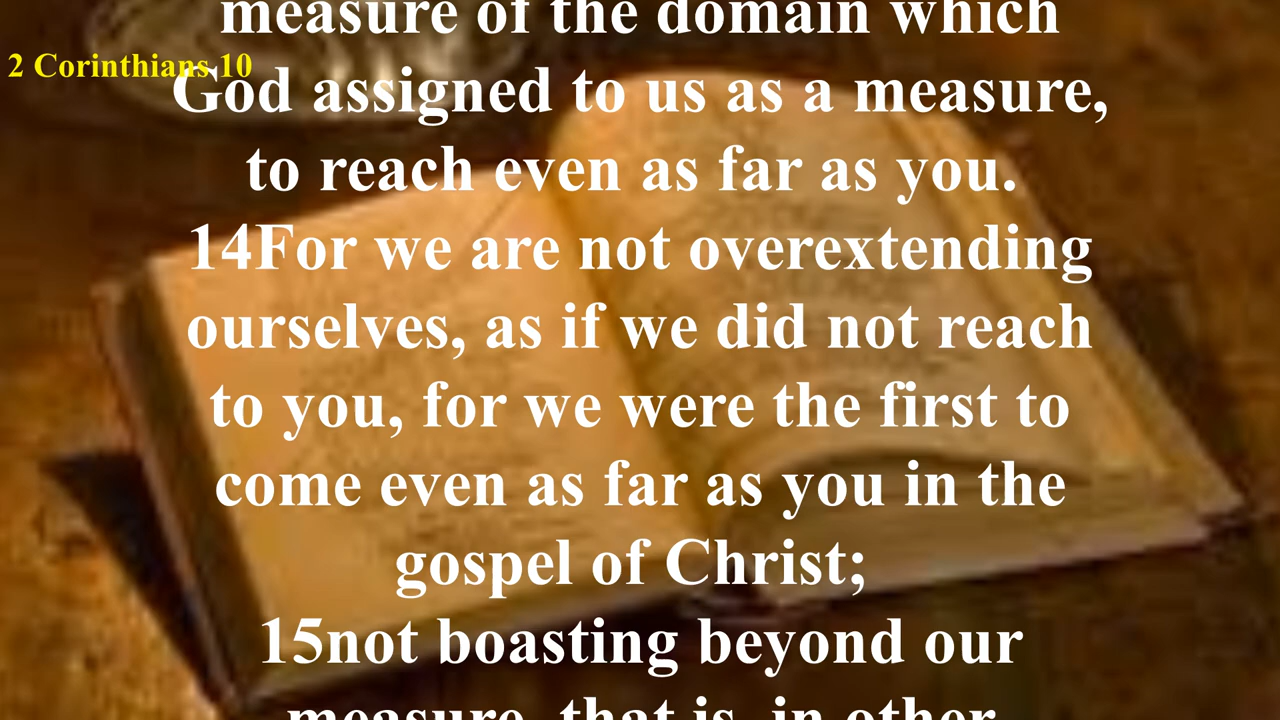 measure of the domain which
2 Corinthians 10
God assigned to us as a measure,
to reach even as far as you.
14For we are not overextending
ourselves, as if we did not reach
to you, for we were the first to
come even as far as you in the
gospel of Christ;
15not boasting beyond our
measure, that is, in other